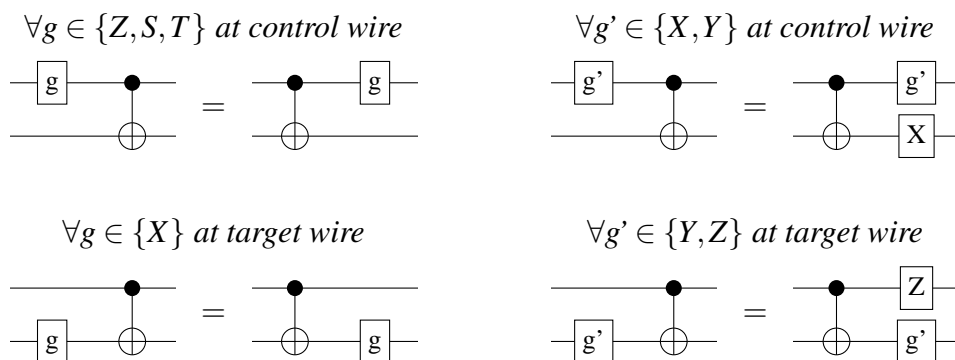 ∀g ∈ {Z, S, T} at control wire
∀g’ ∈ {X, Y} at control wire
g = g
g’ = g’
X
∀g ∈ {X} at target wire
∀g’ ∈ {Y, Z} at target wire
Z
g = g
g’ = g’